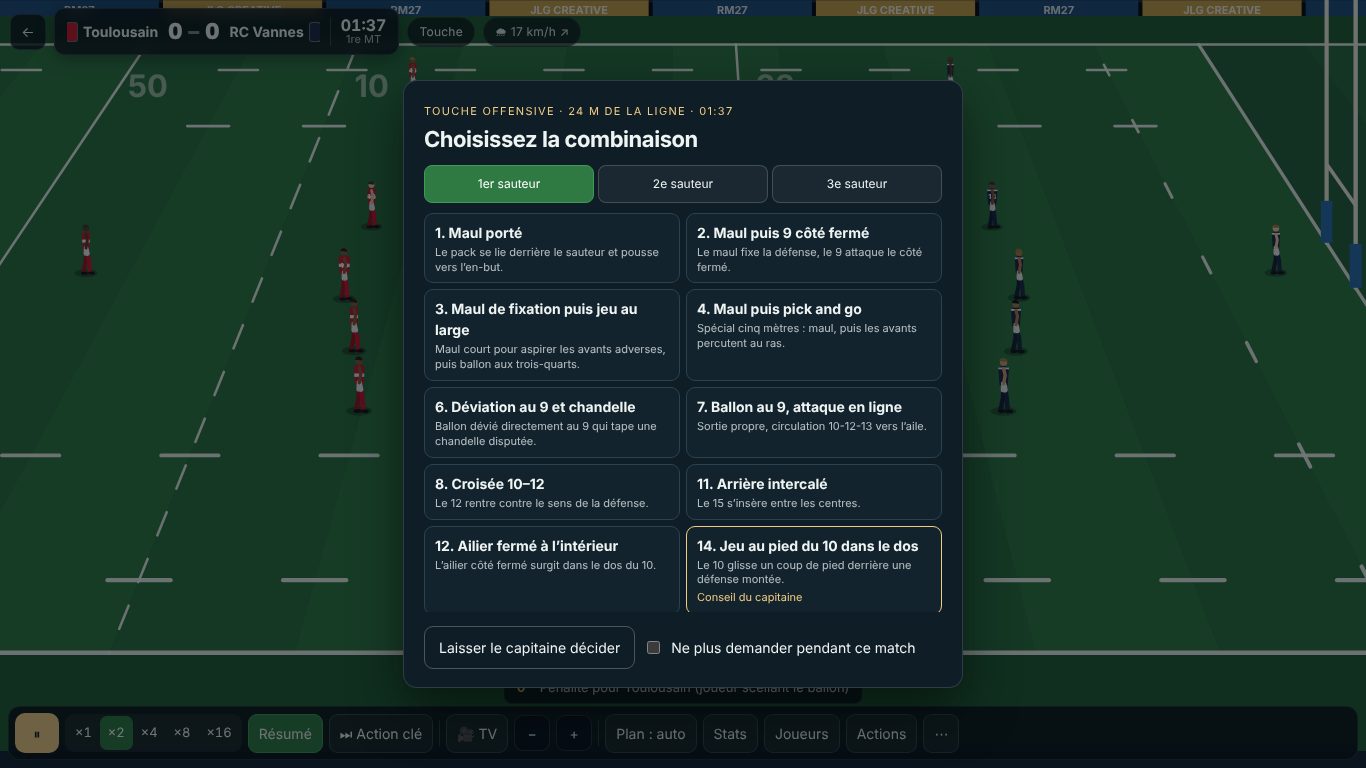 RM27
JLG CREATIVE
RM27
JLG CREATIVE
RM27
JLG CREATIVE
RM27
JLG CREATIVE
←
Toulousain 0 – 0 RC Vannes
01:37
1re MT
Touche
17 km/h ↗
50
10
TOUCHE OFFENSIVE · 24 M DE LA LIGNE · 01:37
Choisissez la combinaison
1er sauteur
2e sauteur
3e sauteur
1. Maul porté
Le pack se lie derrière le sauteur et pousse
vers l’en-but.
2. Maul puis 9 côté fermé
Le maul fixe la défense, le 9 attaque le côté
fermé.
3. Maul de fixation puis jeu au
large
Maul court pour aspirer les avants adverses,
puis ballon aux trois-quarts.
4. Maul puis pick and go
Spécial cinq mètres : maul, puis les avants
percutent au ras.
6. Déviation au 9 et chandelle
Ballon dévié directement au 9 qui tape une
chandelle disputée.
7. Ballon au 9, attaque en ligne
Sortie propre, circulation 10-12-13 vers l’aile.
8. Croisée 10–12
Le 12 rentre contre le sens de la défense.
11. Arrière intercalé
Le 15 s’insère entre les centres.
12. Ailier fermé à l’intérieur
L’ailier côté fermé surgit dans le dos du 10.
14. Jeu au pied du 10 dans le dos
Le 10 glisse un coup de pied derrière une
défense montée.
Conseil du capitaine
Laisser le capitaine décider
Ne plus demander pendant ce match
Pénalité pour Toulousain (joueur scellant le ballon)
×1 ×2 ×4 ×8 ×16
Résumé
Action clé
TV
−
+
Plan : auto
Stats
Joueurs
Actions
⋯